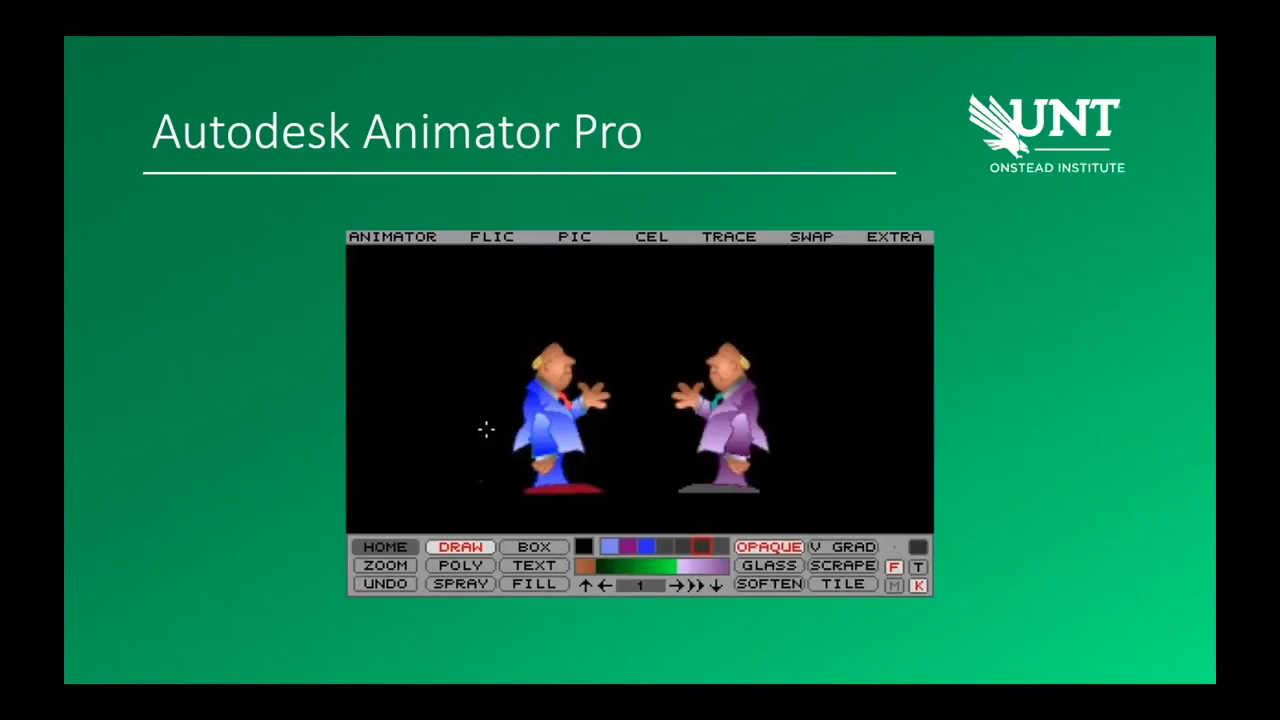 Autodesk Animator Pro
UNT
ONSTEAD INSTITUTE
ANIMATOR FLIC PIC CEL TRACE SWAP EXTRA
HOME DRAW BOX OPAQUE V GRAD
ZOOM POLY TEXT GLASS SCRAPE F T
UNDO SPRAY FILL 1 SOFTEN TILE M K